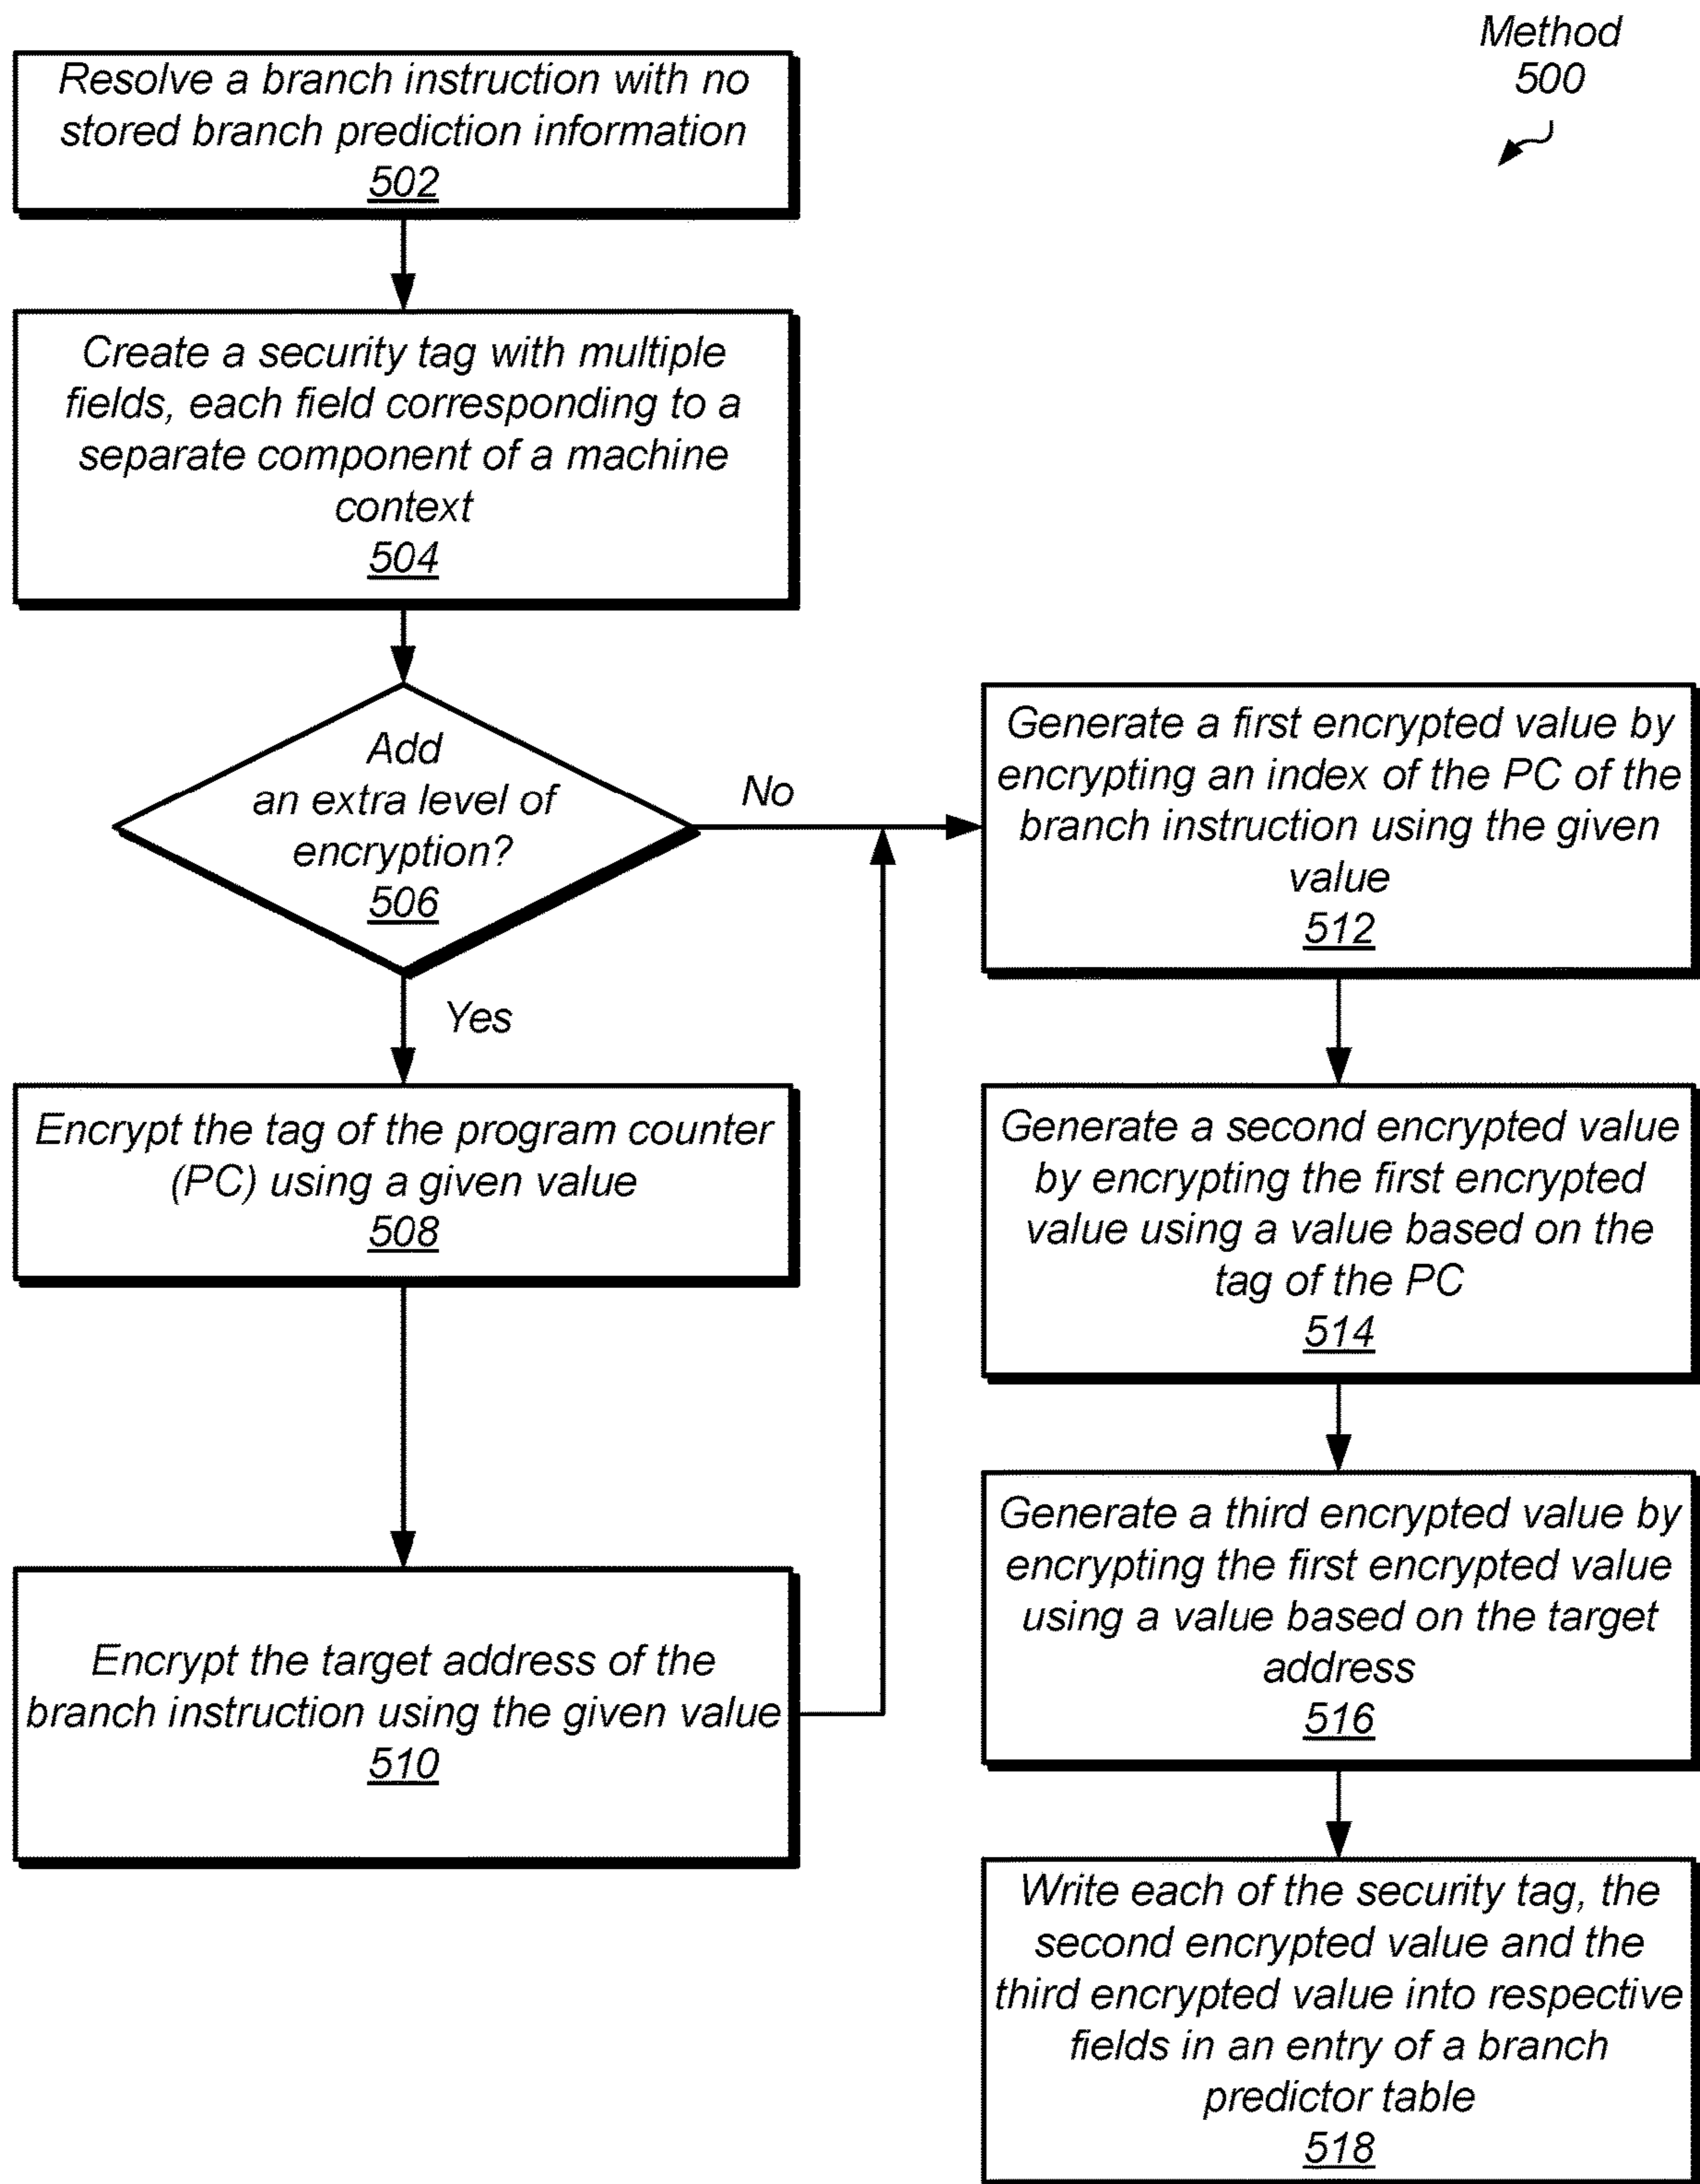 Method
500
Resolve a branch instruction with no
stored branch prediction information
502
Create a security tag with multiple
fields, each field corresponding to a
separate component of a machine
context
504
Add
an extra level of
encryption?
506
No
Yes
Encrypt the tag of the program counter
(PC) using a given value
508
Encrypt the target address of the
branch instruction using the given value
510
Generate a first encrypted value by
encrypting an index of the PC of the
branch instruction using the given
value
512
Generate a second encrypted value
by encrypting the first encrypted
value using a value based on the
tag of the PC
514
Generate a third encrypted value by
encrypting the first encrypted value
using a value based on the target
address
516
Write each of the security tag, the
second encrypted value and the
third encrypted value into respective
fields in an entry of a branch
predictor table
518